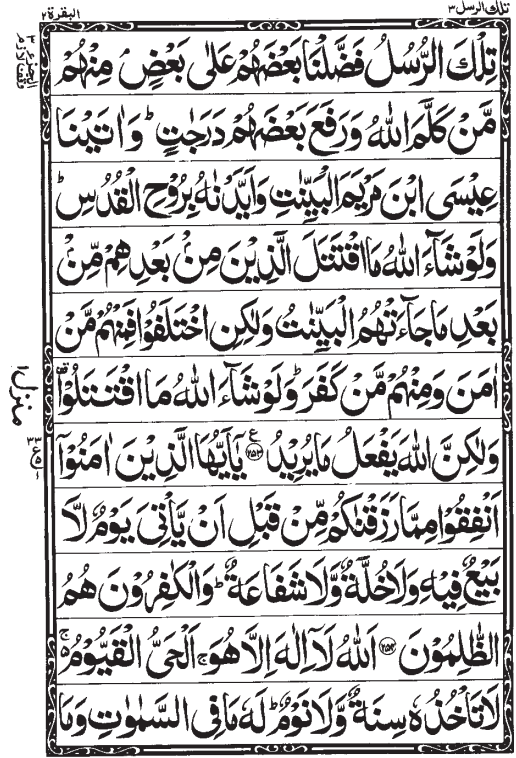 تلك الرسل ٣
البقرة ٢
تِلْكَ الرُّسُلُ فَضَّلْنَا بَعْضَهُمْ عَلٰى بَعْضٍ ۘ مِنْهُمْ
مَّنْ كَلَّمَ اللّٰهُ وَرَفَعَ بَعْضَهُمْ دَرَجٰتٍ ؕ وَاٰتَيْنَا
عِيْسَى ابْنَ مَرْيَمَ الْبَيِّنٰتِ وَاَيَّدْنٰهُ بِرُوْحِ الْقُدُسِ ؕ
وَلَوْ شَآءَ اللّٰهُ مَا اقْتَتَلَ الَّذِيْنَ مِنْۢ بَعْدِهِمْ مِّنْۢ
بَعْدِ مَا جَآءَتْهُمُ الْبَيِّنٰتُ وَلٰكِنِ اخْتَلَفُوْا فَمِنْهُمْ مَّنْ
اٰمَنَ وَمِنْهُمْ مَّنْ كَفَرَ ؕ وَلَوْ شَآءَ اللّٰهُ مَا اقْتَتَلُوْا ۟
وَلٰكِنَّ اللّٰهَ يَفْعَلُ مَا يُرِيْدُ ﴿۲۵۳﴾ ع يٰۤاَيُّهَا الَّذِيْنَ اٰمَنُوْۤا
اَنْفِقُوْا مِمَّا رَزَقْنٰكُمْ مِّنْ قَبْلِ اَنْ يَّاْتِيَ يَوْمٌ لَّا
بَيْعٌ فِيْهِ وَلَا خُلَّةٌ وَّلَا شَفَاعَةٌ ؕ وَالْكٰفِرُوْنَ هُمُ
الظّٰلِمُوْنَ ﴿۲۵۴﴾ اَللّٰهُ لَاۤ اِلٰهَ اِلَّا هُوَ ۚ اَلْحَيُّ الْقَيُّوْمُ ۚ۬
لَا تَاْخُذُهٗ سِنَةٌ وَّلَا نَوْمٌ ؕ لَهٗ مَا فِي السَّمٰوٰتِ وَمَا
منزل ١